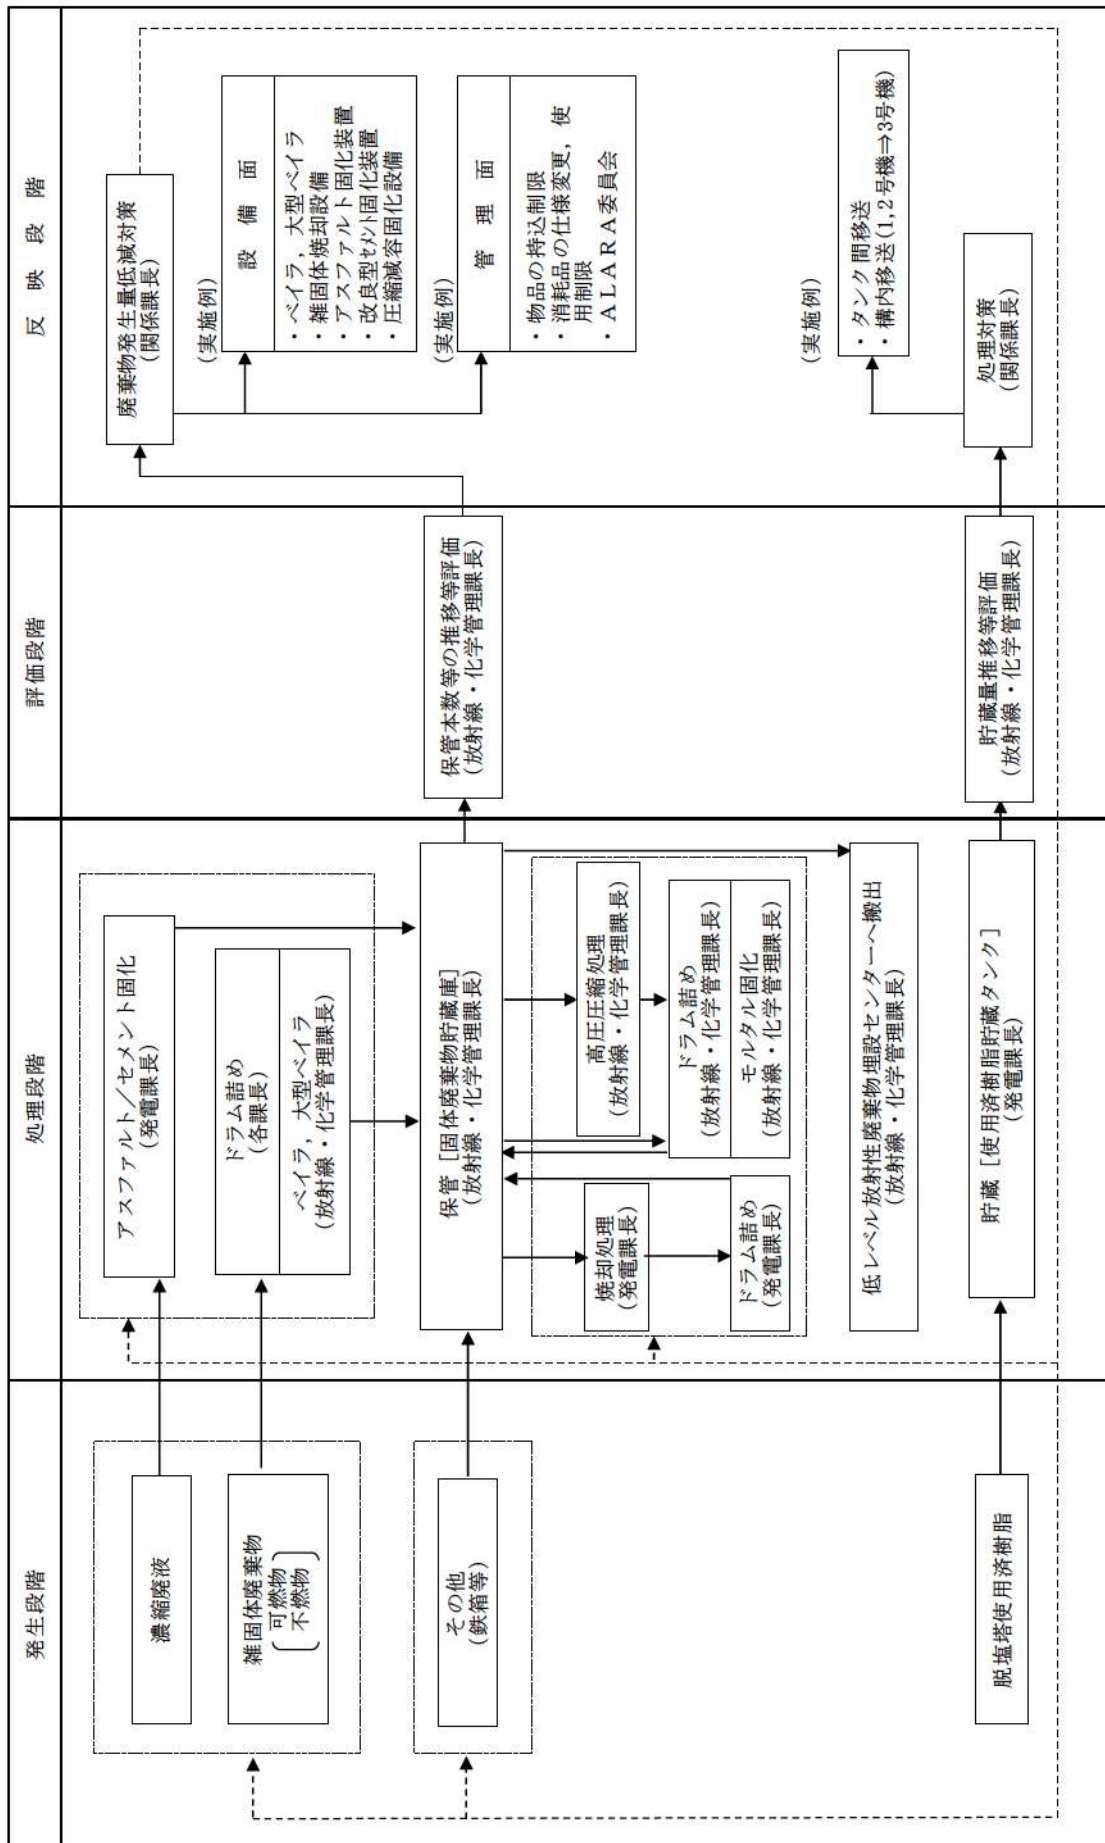 発生段階
処理段階
評価段階
反映段階
濃縮廃液
雑固体廃棄物
可燃物
不燃物
その他
(鉄箱等)
脱塩塔使用済樹脂
アスファルト/セメント固化
(発電課長)
ドラム詰め
(各課長)
ベイラ,大型ベイラ
(放射線・化学管理課長)
保管[固体廃棄物貯蔵庫]
(放射線・化学管理課長)
焼却処理
(発電課長)
ドラム詰め
(発電課長)
高圧圧縮処理
(放射線・化学管理課長)
ドラム詰め
(放射線・化学管理課長)
モルタル固化
(放射線・化学管理課長)
低レベル放射性廃棄物埋設センターへ搬出
(放射線・化学管理課長)
貯蔵[使用済樹脂貯蔵タンク]
(発電課長)
保管本数等の推移等評価
(放射線・化学管理課長)
貯蔵量推移等評価
(放射線・化学管理課長)
廃棄物発生量低減対策
(関係課長)
(実施例)
設備面
・ベイラ,大型ベイラ
・雑固体焼却設備
・アスファルト固化装置
・改良型セメント固化装置
・圧縮減容固化設備
(実施例)
管理面
・物品の持込制限
・消耗品の仕様変更,使
用制限
・ALARA委員会
(実施例)
・タンク間移送
・構内移送(1,2号機⇒3号機)
処理対策
(関係課長)